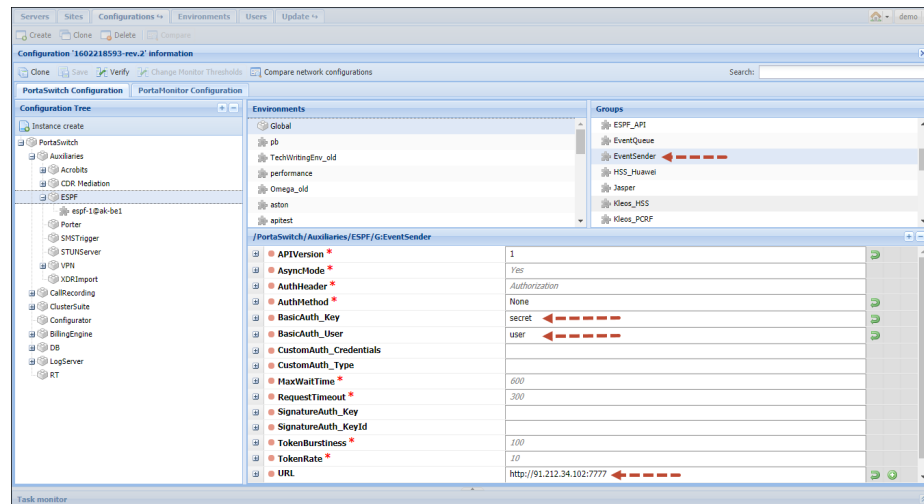 Servers Sites Configurations Environments Users Update demo
Create Clone Delete Compare
Configuration '1602218593-rev.2' information
Clone Save Verify Change Monitor Thresholds Compare network configurations Search:
PortaSwitch Configuration PortaMonitor Configuration
Configuration Tree
Instance create
PortaSwitch
Auxiliaries
Acrobits
CDR Mediation
ESPF
espf-1@ak-be1
Porter
SMSTrigger
STUNServer
VPN
XDRImport
CallRecording
ClusterSuite
Configurator
BillingEngine
DB
LogServer
RT
Environments
Global
pb
TechWritingEnv_old
performance
Omega_old
aston
apitest
Groups
ESPF_API
EventQueue
EventSender
HSS_Huawei
Jasper
Kleos_HSS
Kleos_PCRF
/PortaSwitch/Auxiliaries/ESPF/G:EventSender
APIVersion * 1
AsyncMode * Yes
AuthHeader * Authorization
AuthMethod * None
BasicAuth_Key secret
BasicAuth_User user
CustomAuth_Credentials
CustomAuth_Type
MaxWaitTime * 600
RequestTimeout * 300
SignatureAuth_Key
SignatureAuth_KeyId
TokenBurstiness * 100
TokenRate * 10
URL http://91.212.34.102:7777
Task monitor